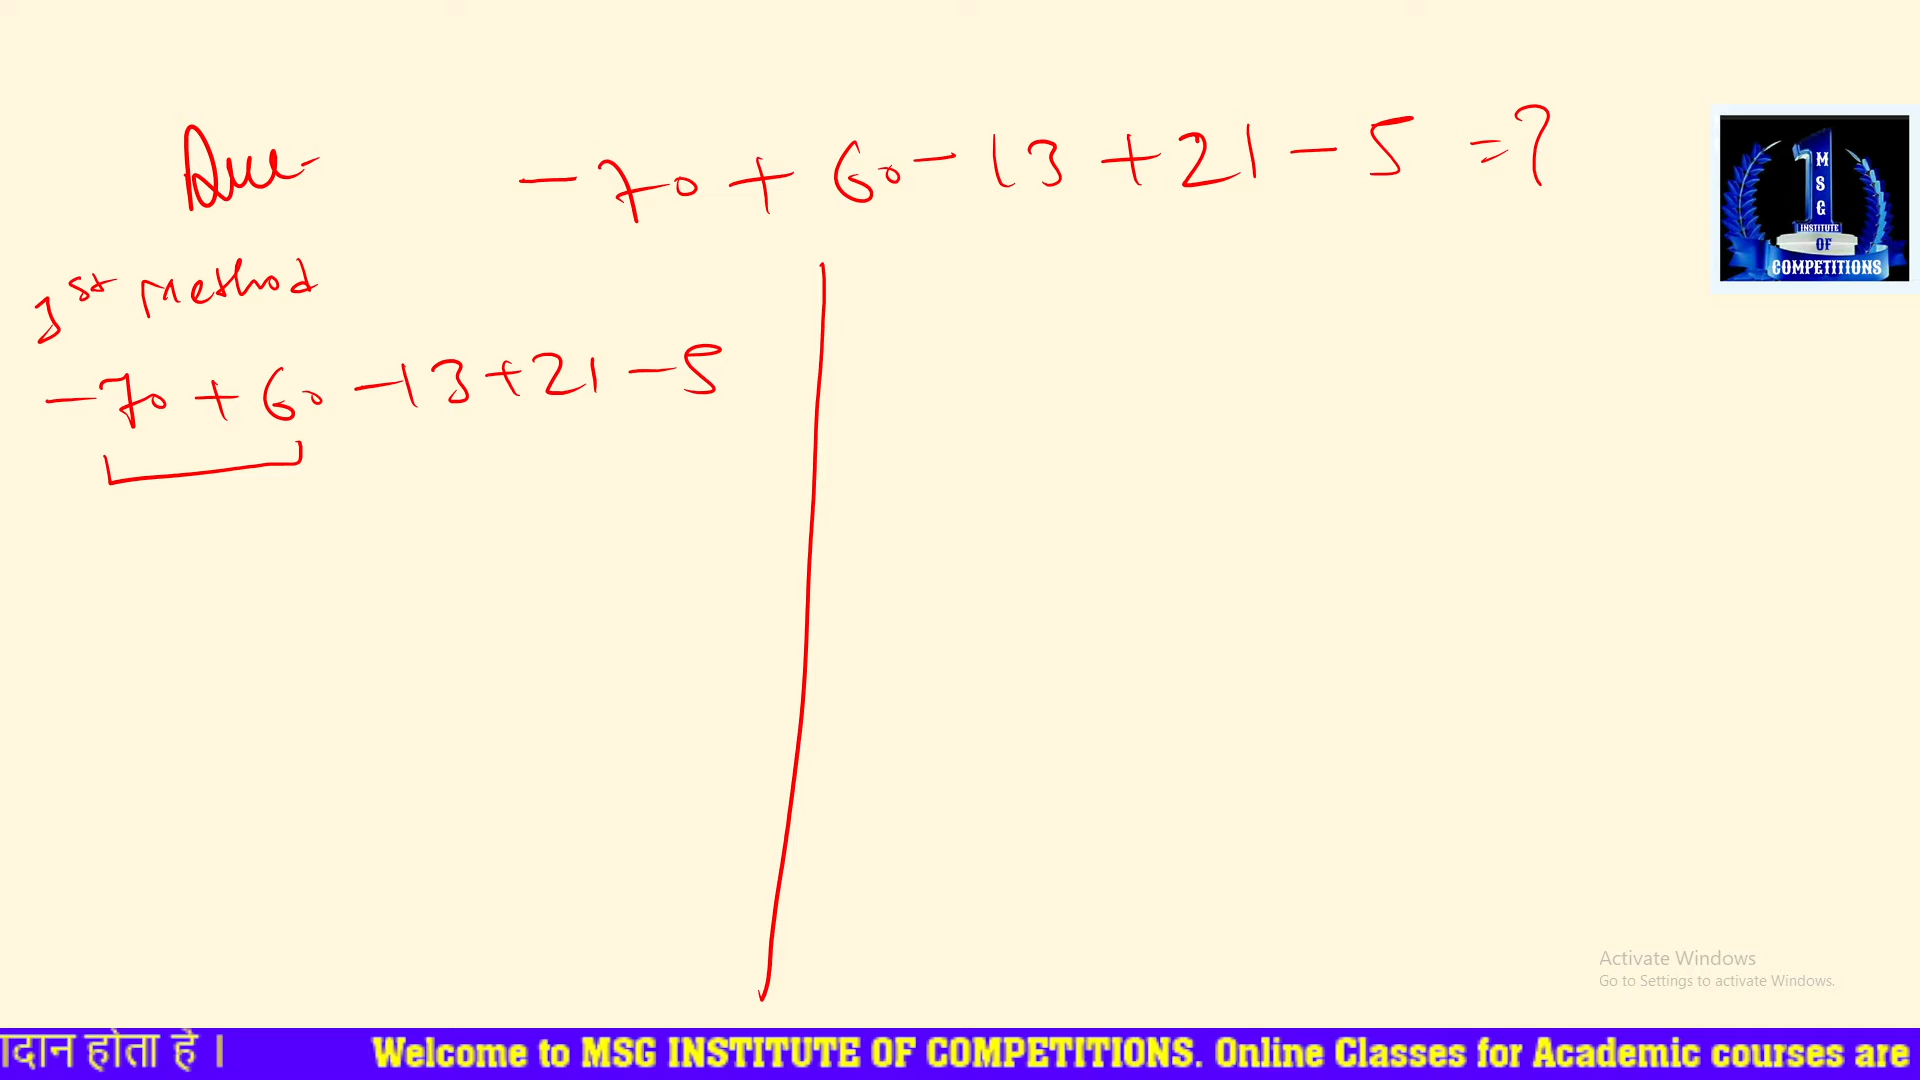 Que - 70 + 60 - 13 + 21 - 5 = ?
1st Method
- 70 + 60 - 13 + 21 - 5
M
S
G
INSTITUTE
OF
COMPETITIONS
Activate Windows
Go to Settings to activate Windows.
ादान होता है । Welcome to MSG INSTITUTE OF COMPETITIONS. Online Classes for Academic courses are